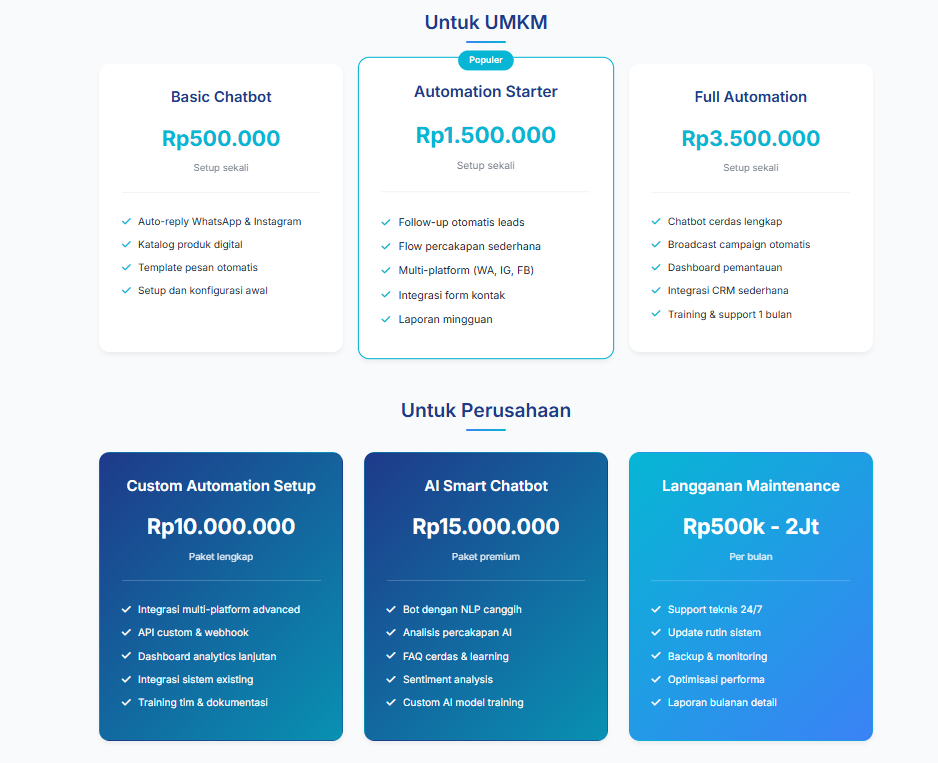 Untuk UMKM
Basic Chatbot
Rp500.000
Setup sekali
Auto-reply WhatsApp & Instagram
Katalog produk digital
Template pesan otomatis
Setup dan konfigurasi awal
Populer
Automation Starter
Rp1.500.000
Setup sekali
Follow-up otomatis leads
Flow percakapan sederhana
Multi-platform (WA, IG, FB)
Integrasi form kontak
Laporan mingguan
Full Automation
Rp3.500.000
Setup sekali
Chatbot cerdas lengkap
Broadcast campaign otomatis
Dashboard pemantauan
Integrasi CRM sederhana
Training & support 1 bulan
Untuk Perusahaan
Custom Automation Setup
Rp10.000.000
Paket lengkap
Integrasi multi-platform advanced
API custom & webhook
Dashboard analytics lanjutan
Integrasi sistem existing
Training tim & dokumentasi
AI Smart Chatbot
Rp15.000.000
Paket premium
Bot dengan NLP canggih
Analisis percakapan AI
FAQ cerdas & learning
Sentiment analysis
Custom AI model training
Langganan Maintenance
Rp500k - 2Jt
Per bulan
Support teknis 24/7
Update rutin sistem
Backup & monitoring
Optimisasi performa
Laporan bulanan detail